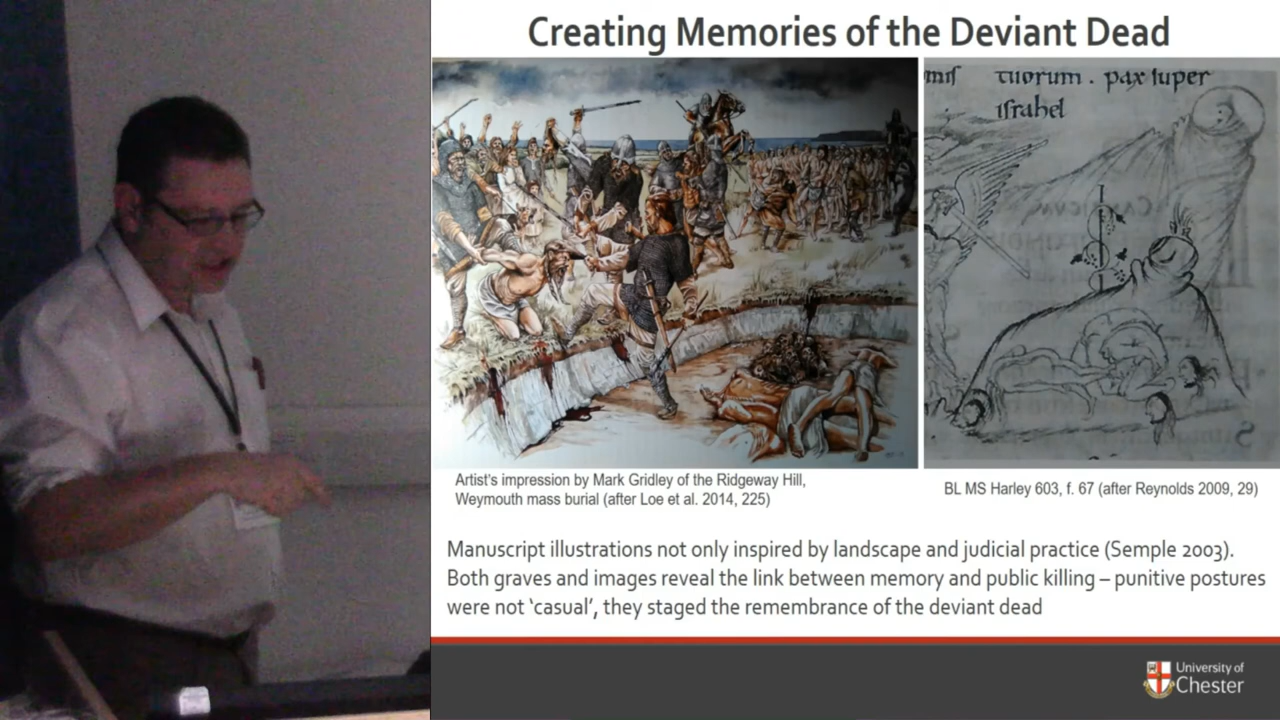 Creating Memories of the Deviant Dead
tuorum . pax super
israhel
Artist's impression by Mark Gridley of the Ridgeway Hill,
Weymouth mass burial (after Loe et al. 2014, 225)
BL MS Harley 603, f. 67 (after Reynolds 2009, 29)
Manuscript illustrations not only inspired by landscape and judicial practice (Semple 2003).
Both graves and images reveal the link between memory and public killing – punitive postures
were not ‘casual’, they staged the remembrance of the deviant dead
University of
Chester